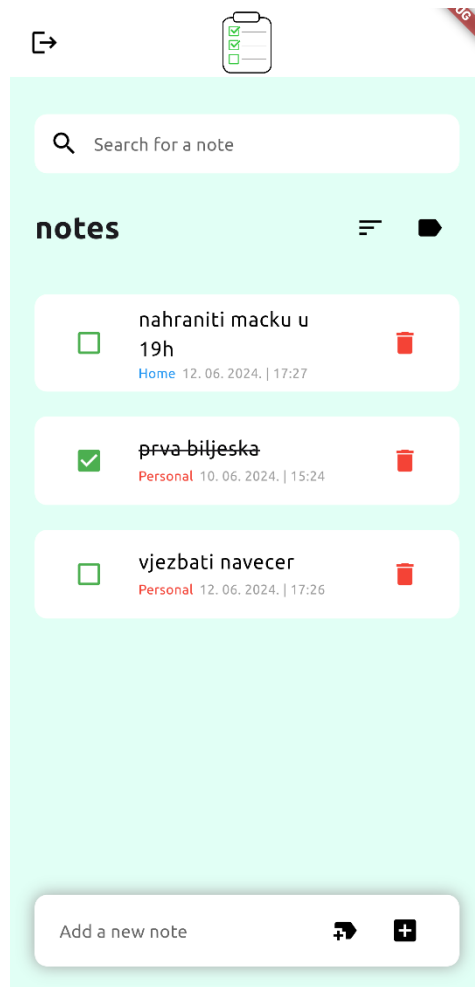 Search for a note
notes
nahraniti macku u
19h
Home 12. 06. 2024. | 17:27
prva biljeska
Personal 10. 06. 2024. | 15:24
vjezbati navecer
Personal 12. 06. 2024. | 17:26
Add a new note